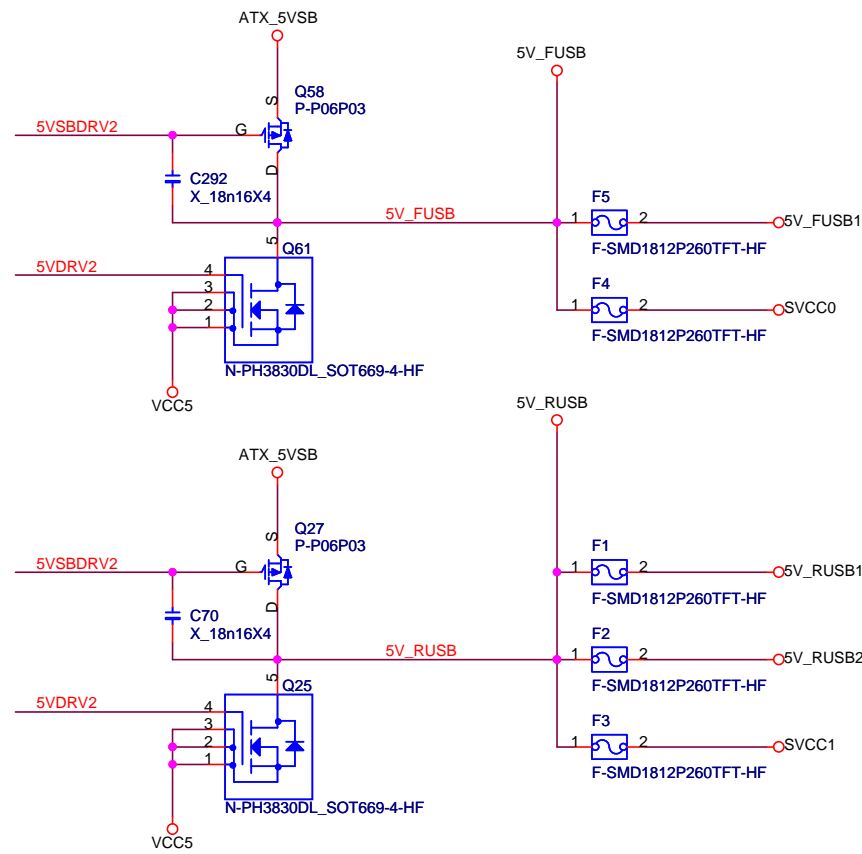 ATX_5VSB
5V_FUSB
S
Q58
P-P06P03
5VSBDRV2
G
D
C292
X_18n16X4
5V_FUSB
F5
1
2
5V_FUSB1
F-SMD1812P260TFT-HF
5
Q61
5VDRV2
4
3
2
1
F4
1
2
SVCC0
F-SMD1812P260TFT-HF
N-PH3830DL_SOT669-4-HF
VCC5
5V_RUSB
ATX_5VSB
S
Q27
P-P06P03
5VSBDRV2
G
D
F1
1
2
5V_RUSB1
F-SMD1812P260TFT-HF
C70
X_18n16X4
5V_RUSB
F2
1
2
5V_RUSB2
F-SMD1812P260TFT-HF
5
Q25
5VDRV2
4
3
2
1
F3
1
2
SVCC1
F-SMD1812P260TFT-HF
N-PH3830DL_SOT669-4-HF
VCC5